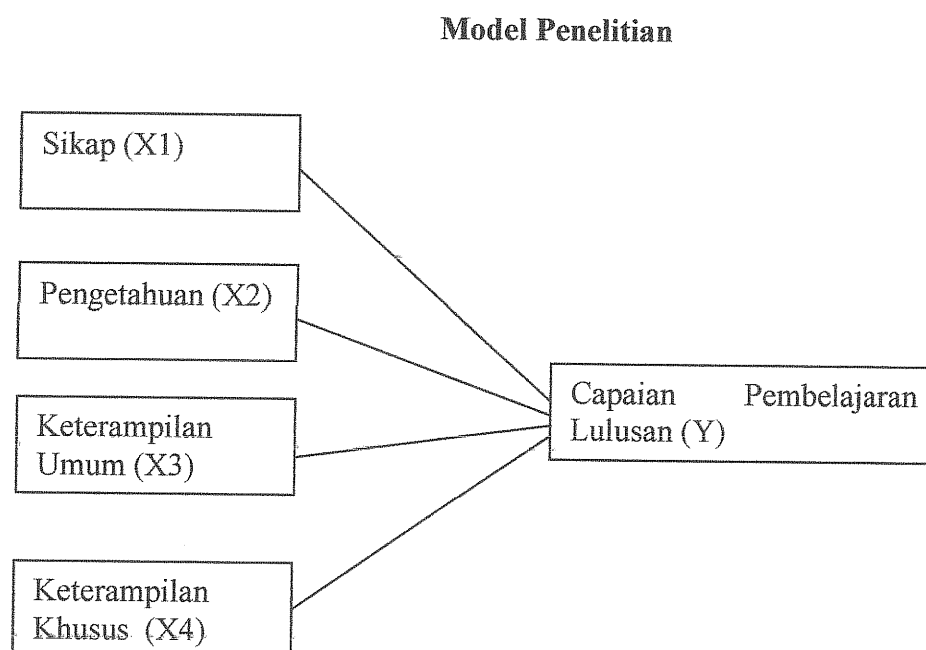 Model Penelitian
Sikap (X1)
Pengetahuan (X2)
Keterampilan
Umum (X3)
Capaian Pembelajaran
Lulusan (Y)
Keterampilan
Khusus (X4)